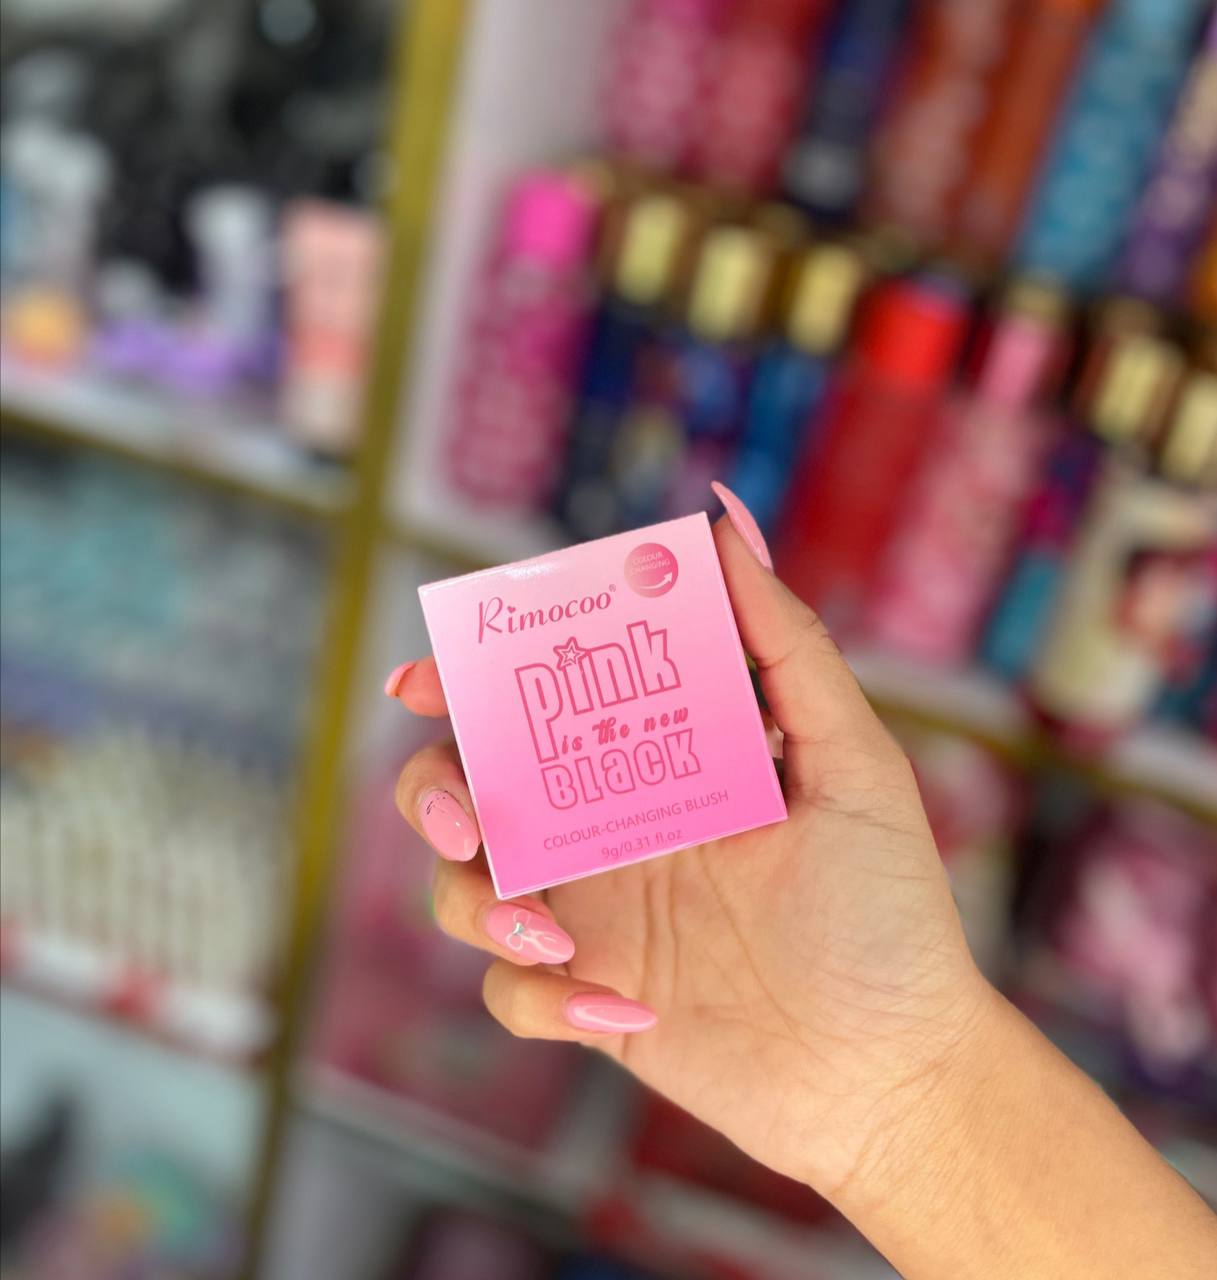 COLOUR
CHANGING
Rimocoo®
Pink
is the new
BLacK
COLOUR-CHANGING BLUSH
9g/0.31 fl.oz